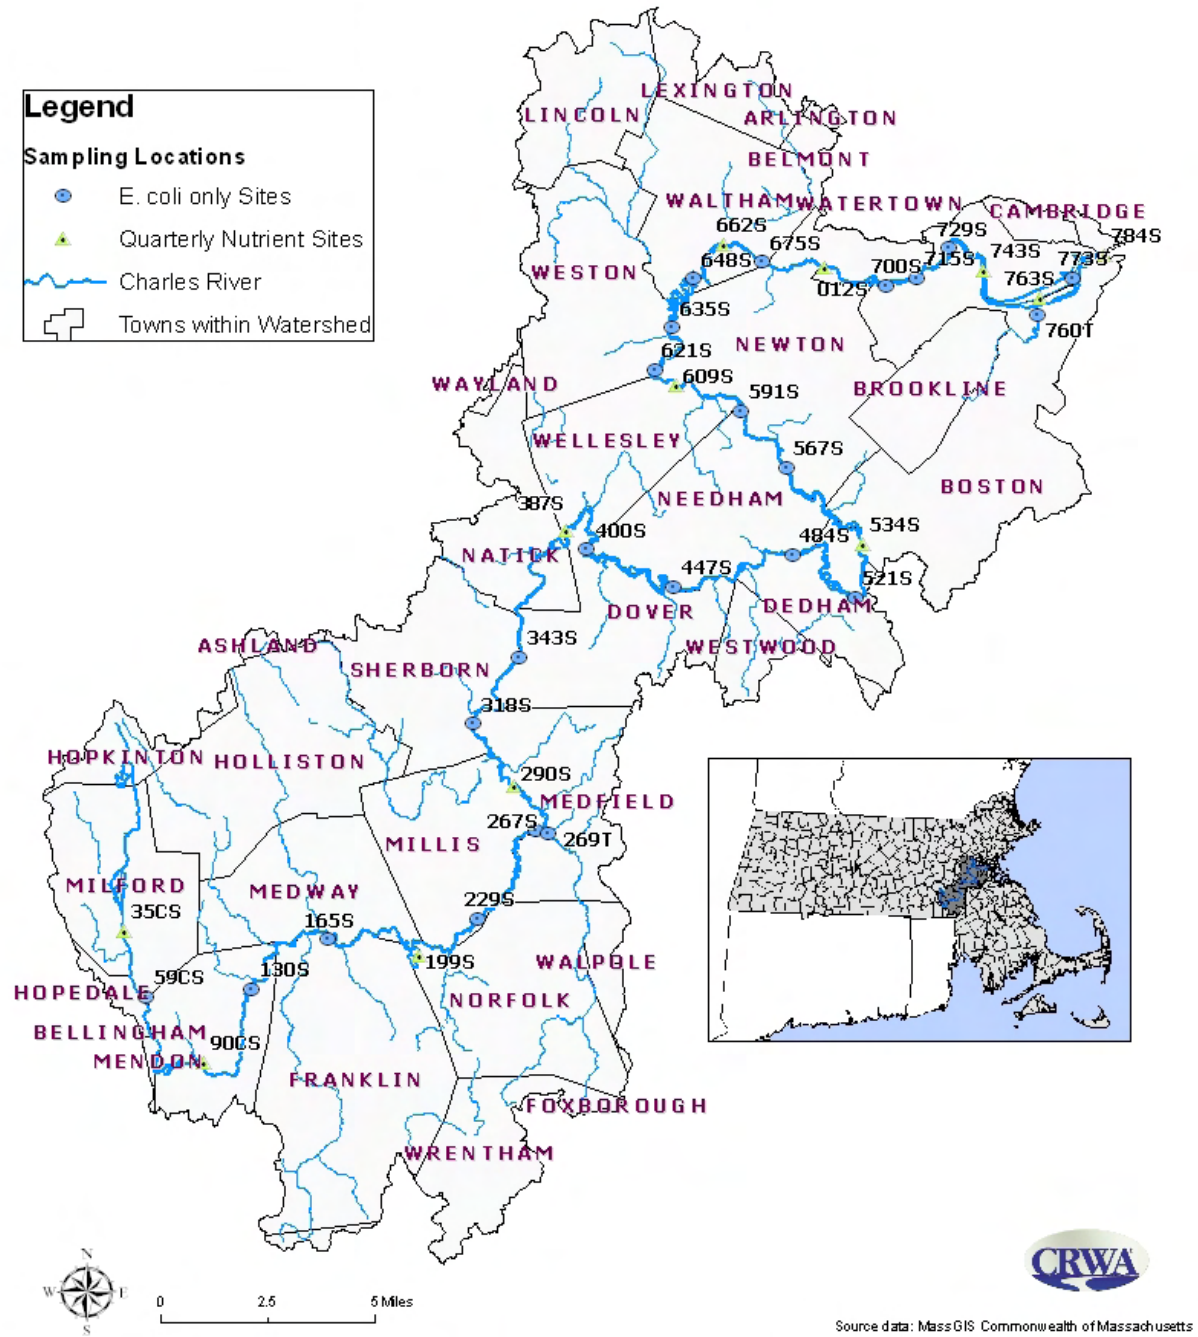 Legend
Sampling Locations
E. coli only Sites
Quarterly Nutrient Sites
Charles River
Towns within Watershed
LEXINGTON
LINCOLN
ARLINGTON
BELMONT
WALTHAM
WATERTOWN
CAMBRIDGE
662S
729S
784S
675S
743S
648S
715S
773S
WESTON
700S
763S
012S
635S
760T
NEWTON
621S
609S
WAYLAND
591S
BROOKLINE
WELLESLEY
567S
BOSTON
NEEDHAM
387S
534S
400S
484S
NATICK
447S
521S
DOVER
DEDHAM
343S
ASHLAND
WESTWOOD
SHERBORN
318S
HOPKINTON
HOLLISTON
290S
MEDFIELD
267S
269T
MILLIS
MILFORD
MEDWAY
229S
35CS
165S
199S
WALPOLE
130S
59CS
HOPEDALE
NORFOLK
BELLINGHAM
90CS
MENDON
FRANKLIN
FOXBOROUGH
WRENTHAM
N
W
E
S
0
2.5
5 Miles
CRWA
Source data: MassGIS Commonwealth of Massachusetts